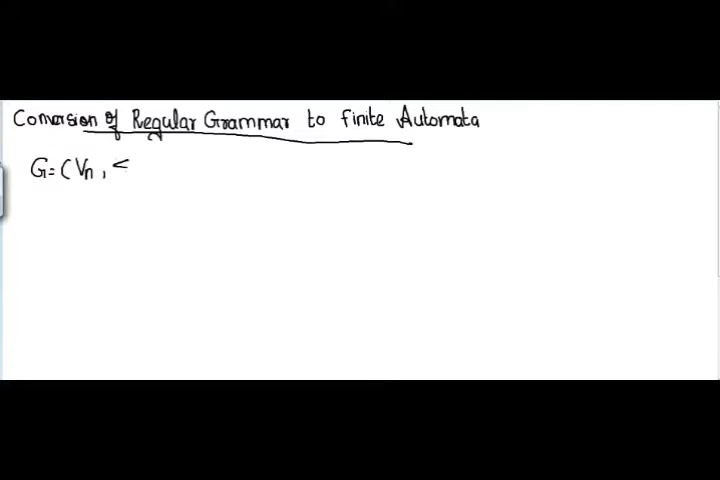 Conversion of Regular Grammar to finite Automata
G=(Vn, <